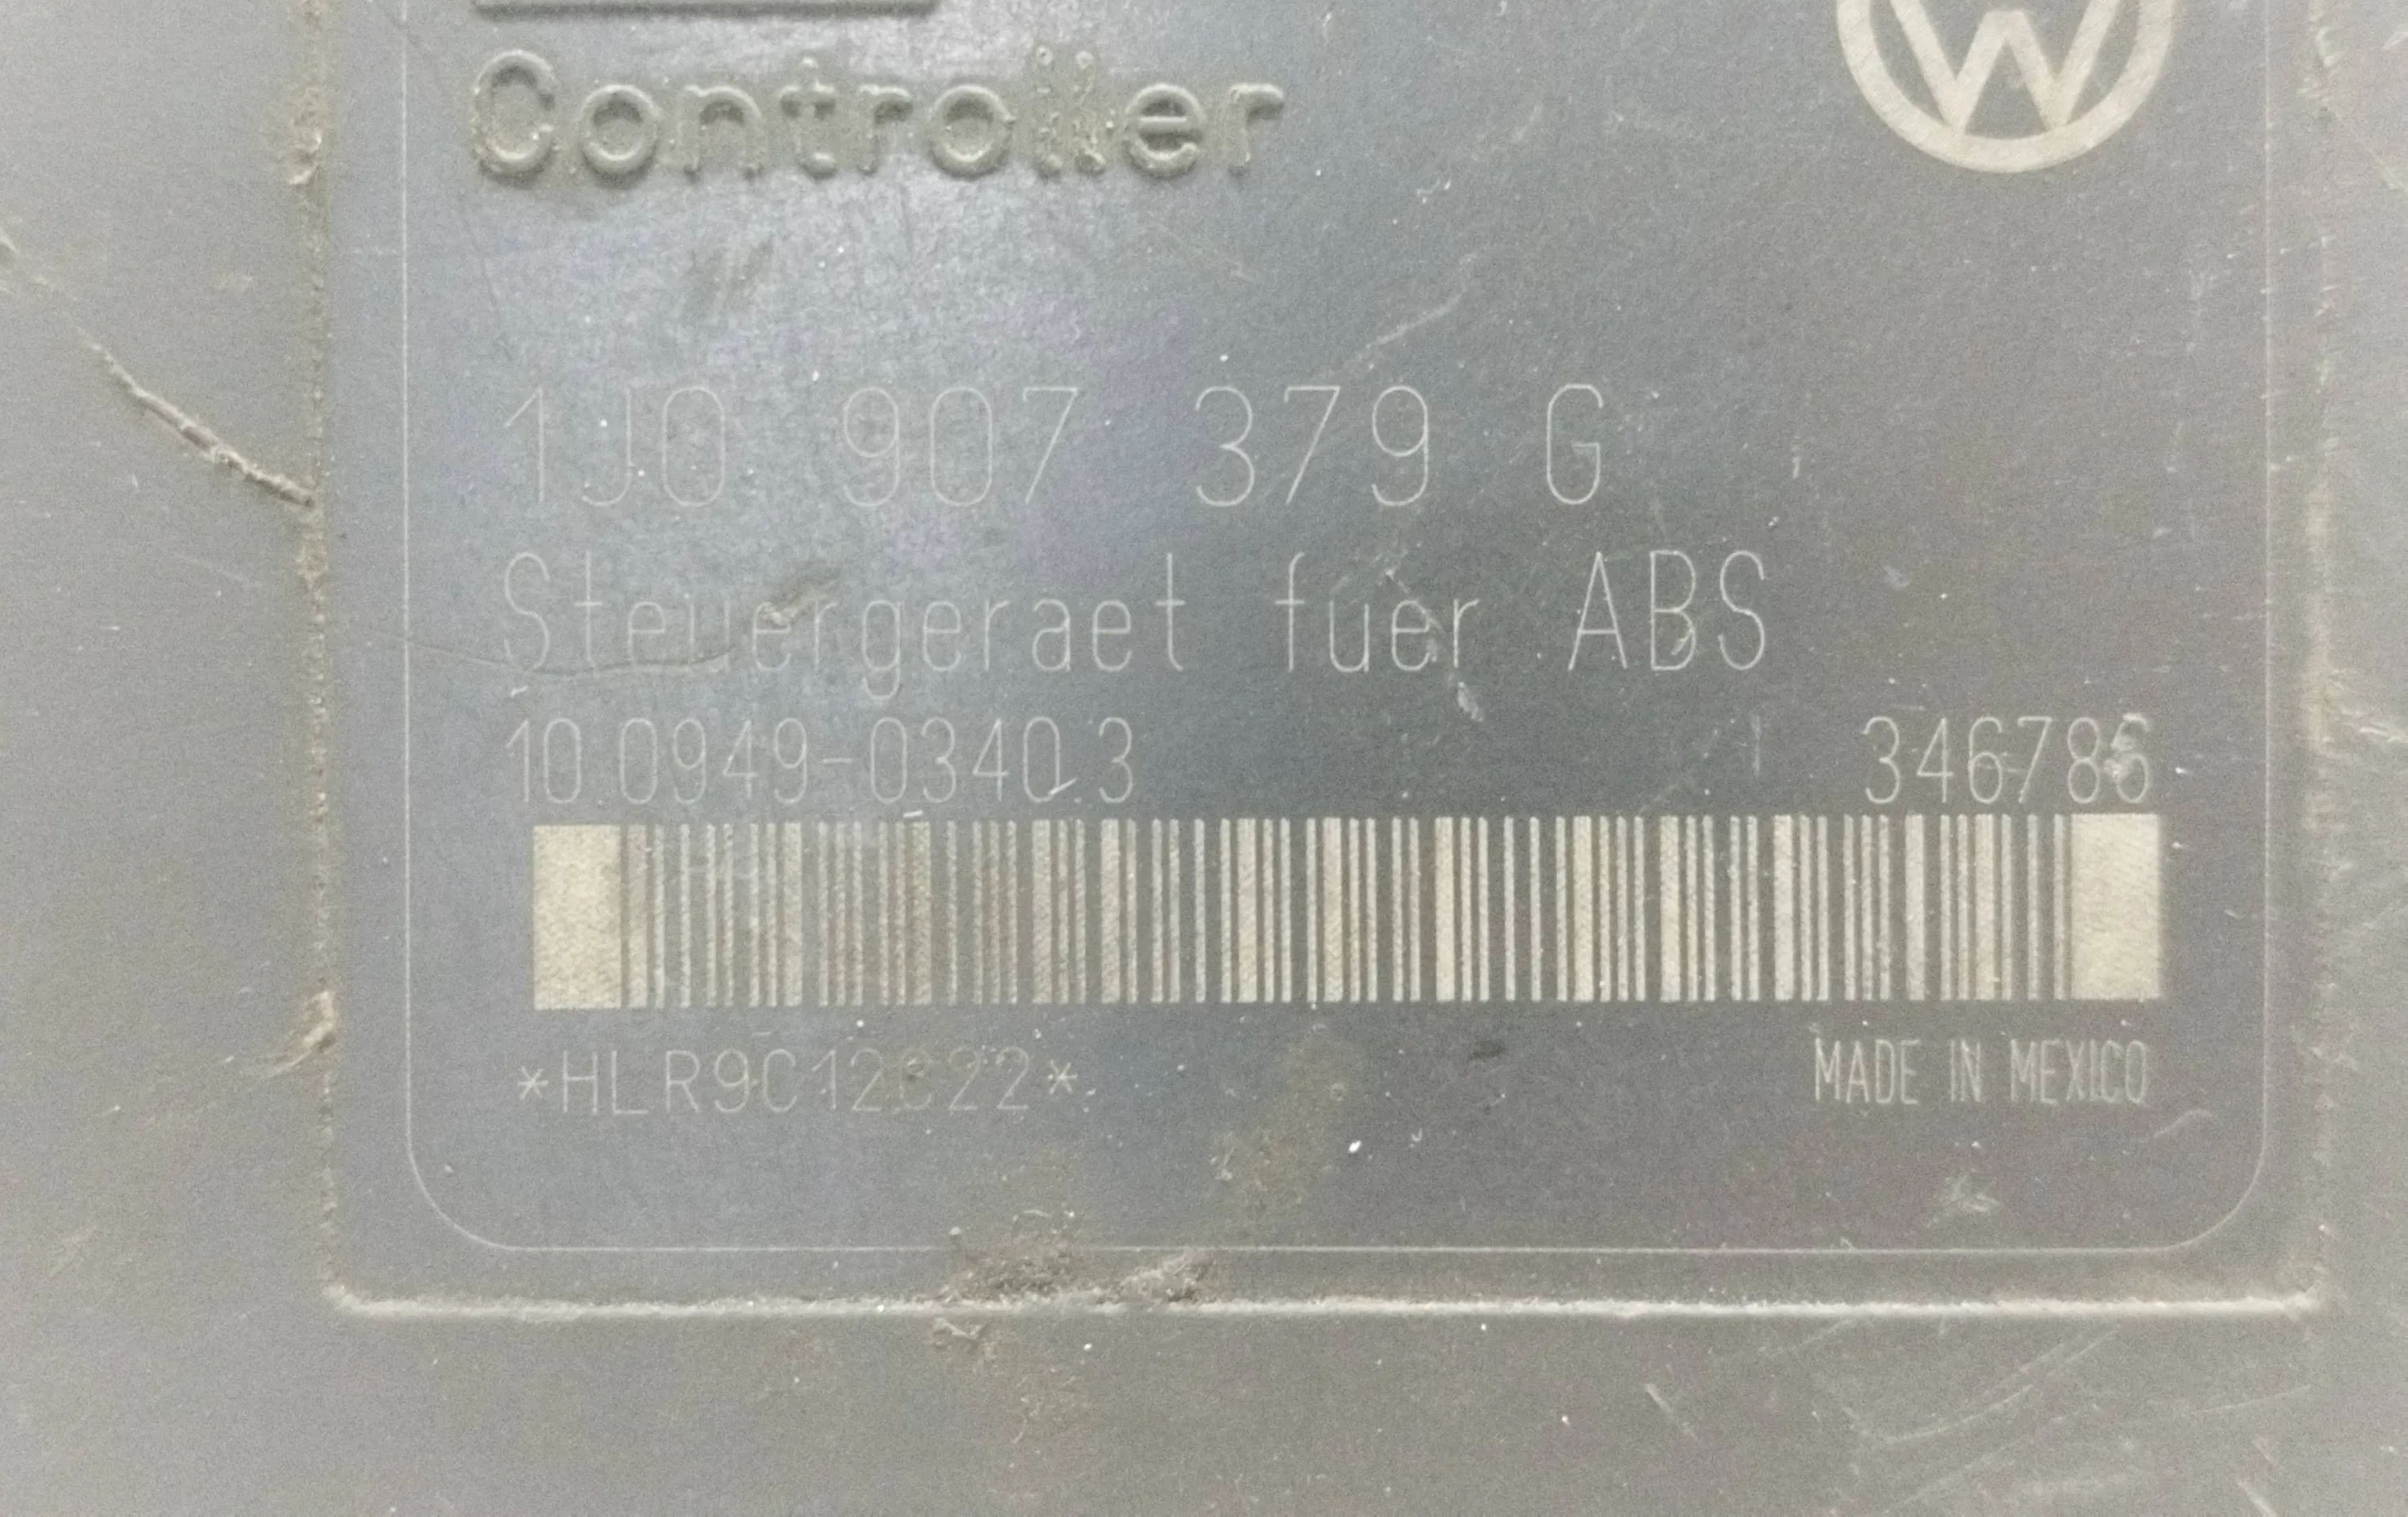 Controller
1J0 907 379 G
Steuergeraet fuer ABS
10.0949-0340.3 346786
*HLR9C12C22*
MADE IN MEXICO